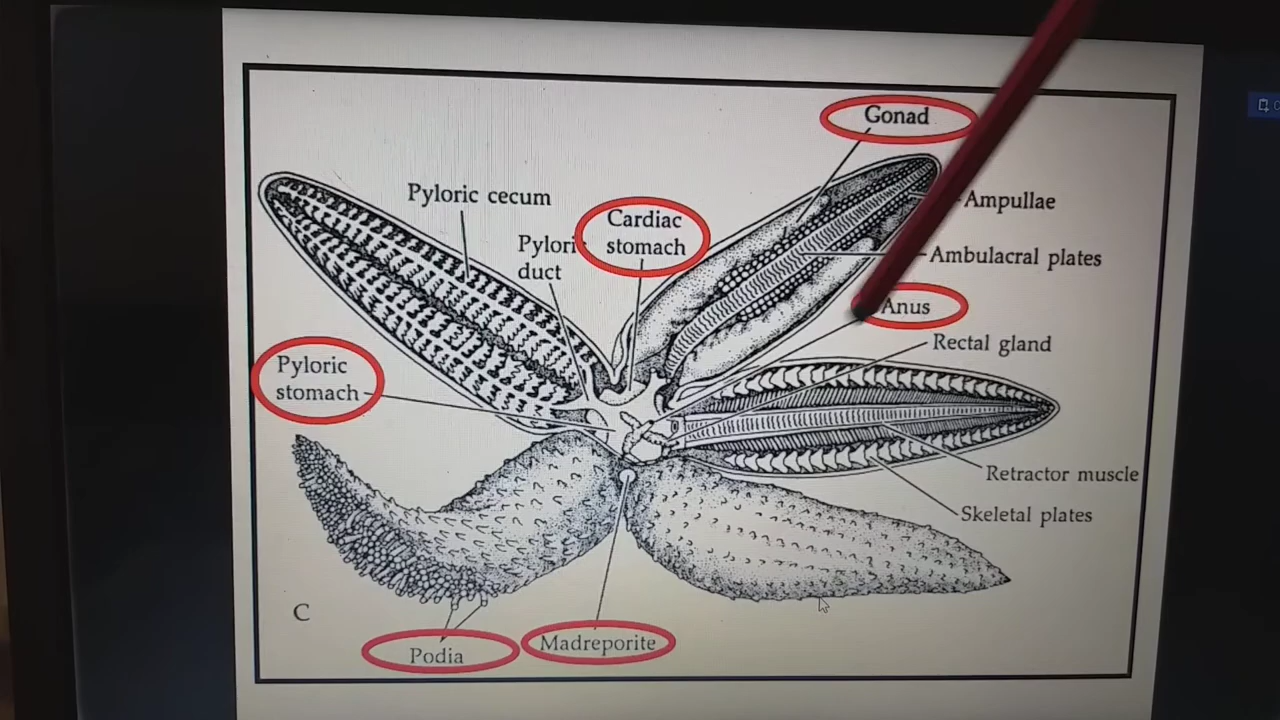 Gonad
Pyloric cecum
Cardiac
stomach
Pyloric
duct
Ampullae
Ambulacral plates
Anus
Rectal gland
Pyloric
stomach
Retractor muscle
Skeletal plates
C
Podia
Madreporite